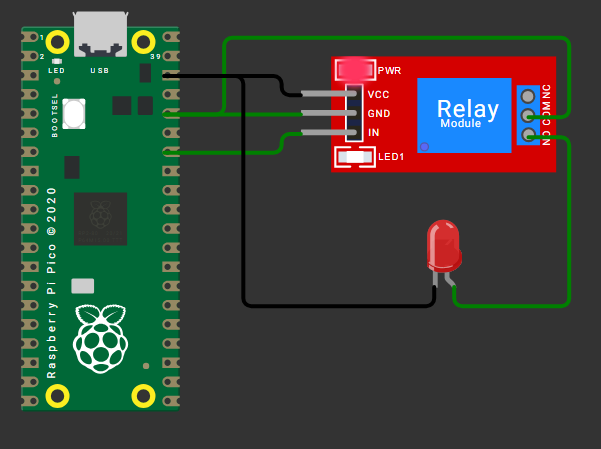 1
2
39
LED
USB
BOOTSEL
Raspberry Pi Pico © 2020
PWR
VCC
GND
IN
LED1
Relay
Module
NO COM NC